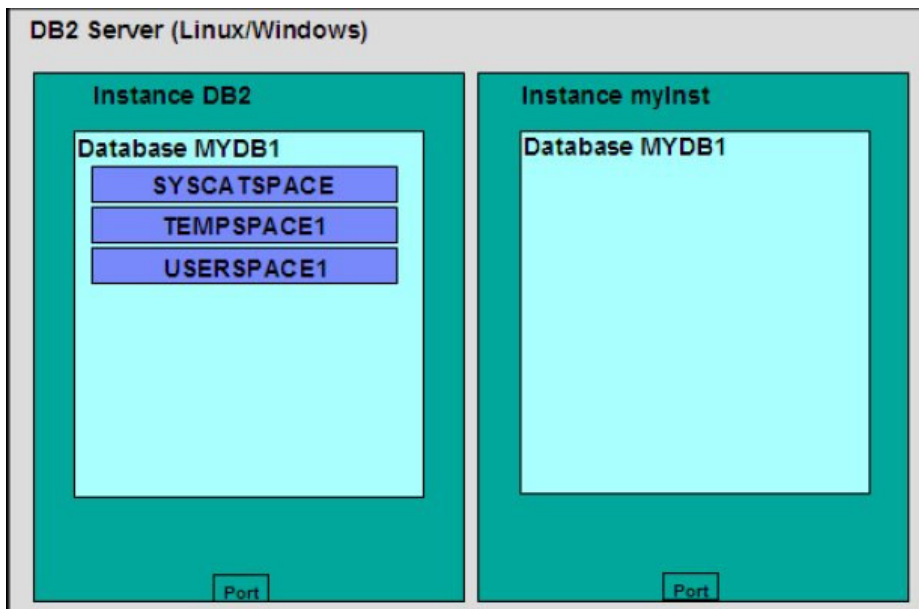 DB2 Server (Linux/Windows)
Instance DB2
Database MYDB1
SYSCATSPACE
TEMPSPACE1
USERSPACE1
Port
Instance myInst
Database MYDB1
Port